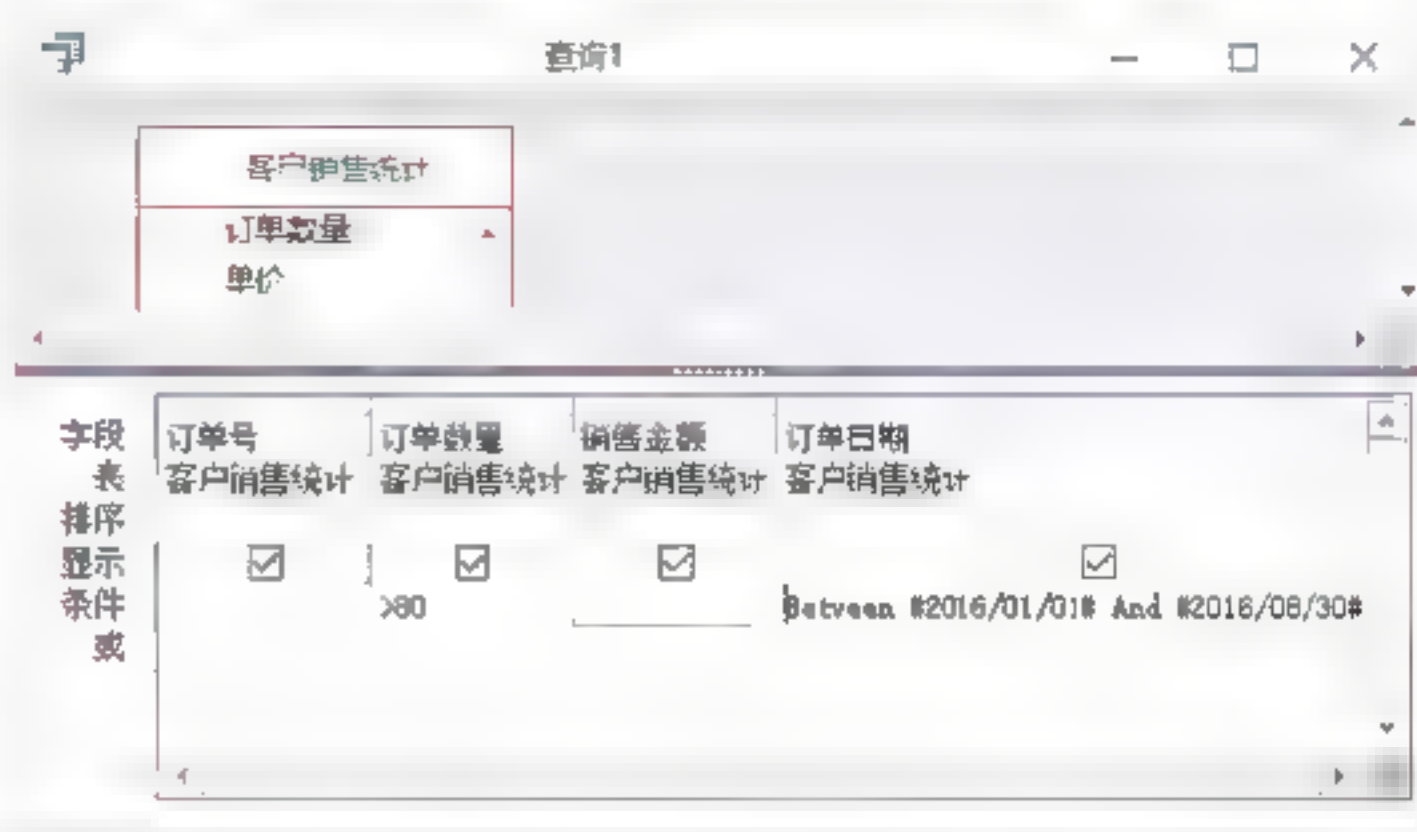 查询1
客户销售统计
订单数量
单价
字段 订单号 订单数量 销售金额 订单日期
表 客户销售统计 客户销售统计 客户销售统计 客户销售统计
排序
显示
条件 >80 Between #2016/01/01# And #2016/06/30#
或